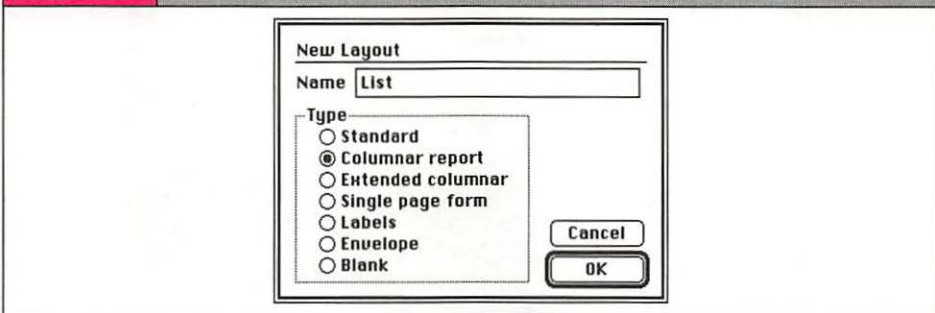 New Layout
Name List
Type
Standard
Columnar report
Extended columnar
Single page form
Labels
Envelope
Blank
Cancel
OK